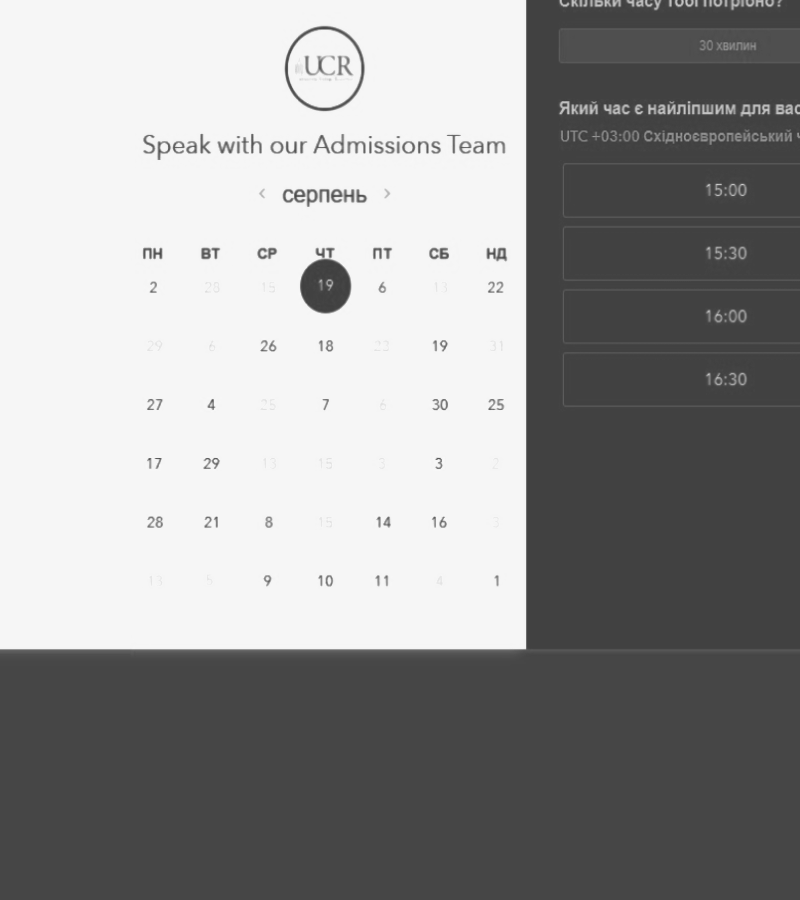 UCR
Speak with our Admissions Team
серпень
ПН ВТ СР ЧТ ПТ СБ НД
2 28 15 19 6 13 22
29 6 26 18 23 19 31
27 4 25 7 6 30 25
17 29 13 15 3 3 2
28 21 8 15 14 16 3
13 5 9 10 11 4 1
Скільки часу тобі потрібно?
30 хвилин
Який час є найліпшим для вас
UTC +03:00 Східноєвропейський ч
15:00
15:30
16:00
16:30